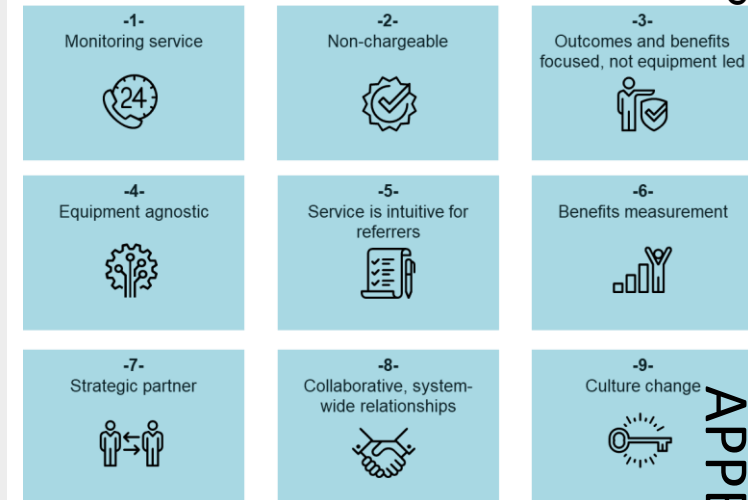 -1-
Monitoring service
24
-2-
Non-chargeable
-3-
Outcomes and benefits
focused, not equipment led
-4-
Equipment agnostic
-5-
Service is intuitive for
referrers
-6-
Benefits measurement
-7-
Strategic partner
-8-
Collaborative, system-
wide relationships
-9-
Culture change